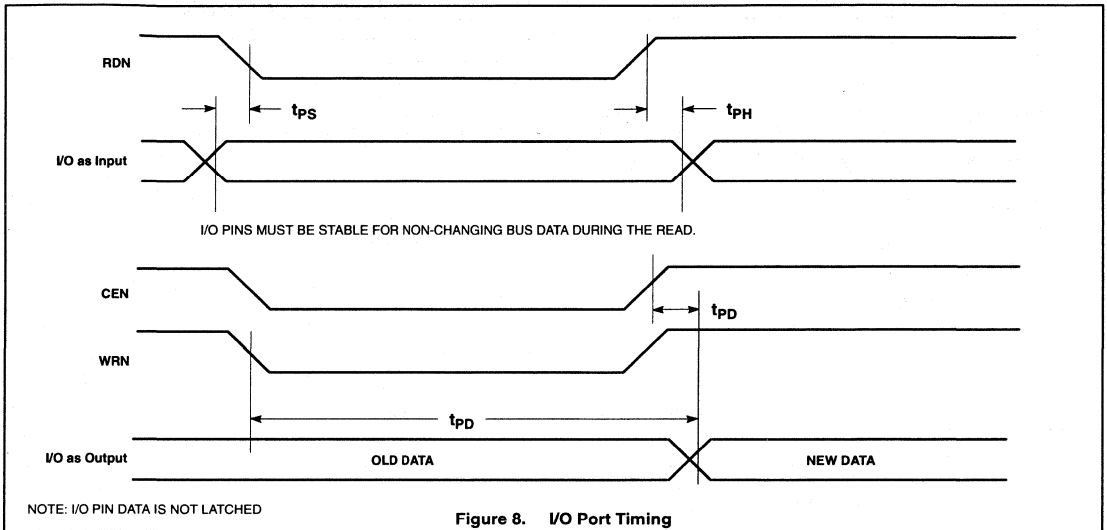 RDN
tPS
tPH
I/O as Input
I/O PINS MUST BE STABLE FOR NON-CHANGING BUS DATA DURING THE READ.
CEN
tPD
WRN
tPD
I/O as Output
OLD DATA
NEW DATA
NOTE: I/O PIN DATA IS NOT LATCHED
Figure 8. I/O Port Timing